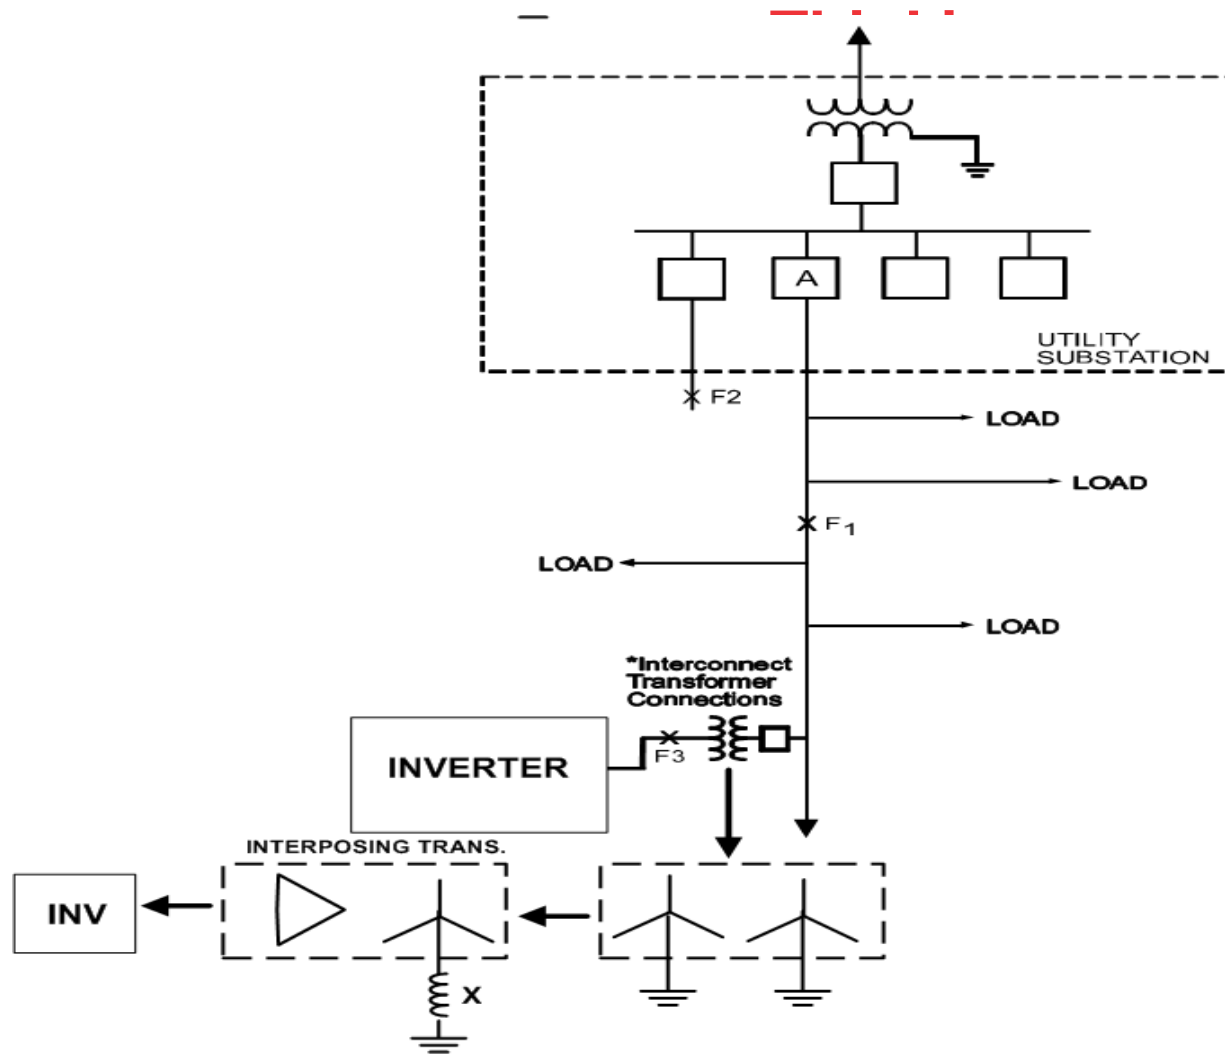 A
UTILITY
SUBSTATION
F2
LOAD
LOAD
F1
LOAD
LOAD
*Interconnect
Transformer
Connections
F3
INVERTER
INTERPOSING TRANS.
INV
X